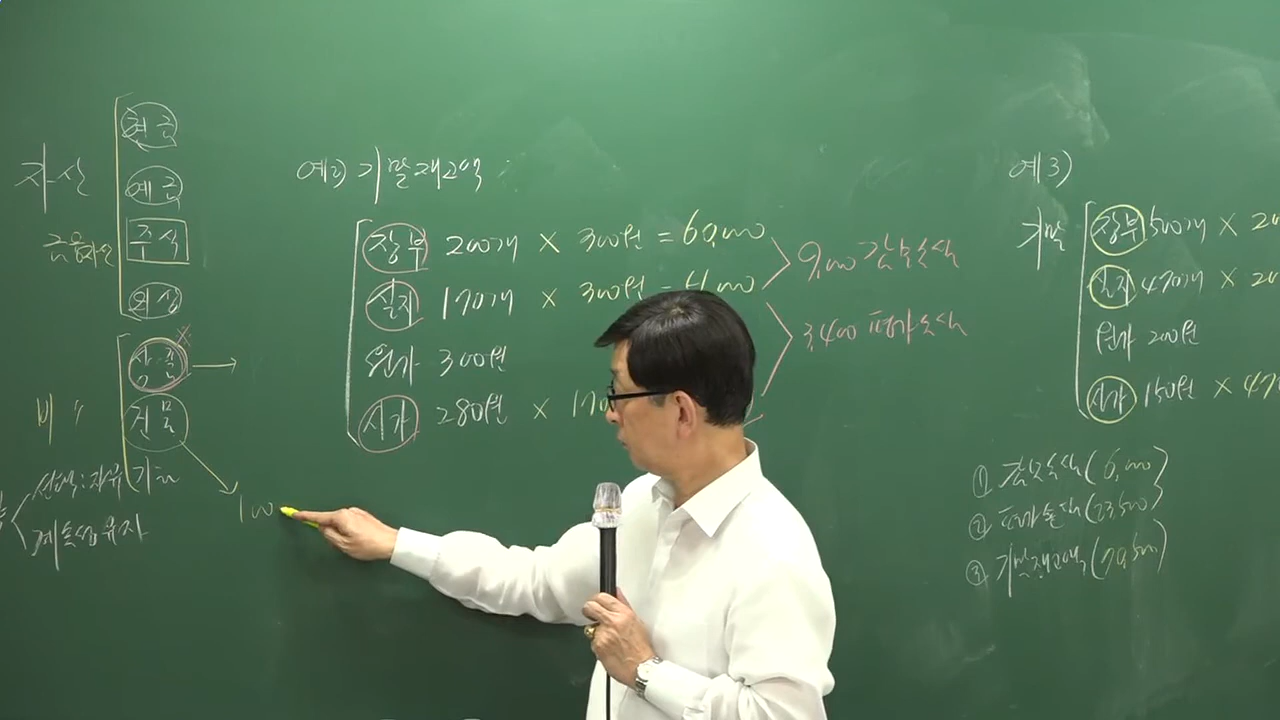 자산
현금
예금
금융자산
주식
외상
상품 ×
비 〃
건물
선택: 자유
기타
계속성 유지
100
예2) 기말재고액
장부 200개 × 300원 = 60,000
9,000 감모손실
실지 170개 × 300원 =
3,400 평가손실
원가 300원
시가 280원 × 170
예3)
기말
장부 500개 × 20
실지 470개 × 20
원가 200원
시가 150원 × 47
① 감모손실 (6,000)
② 평가손실 (23,500)
③ 기말재고액 (70,500)